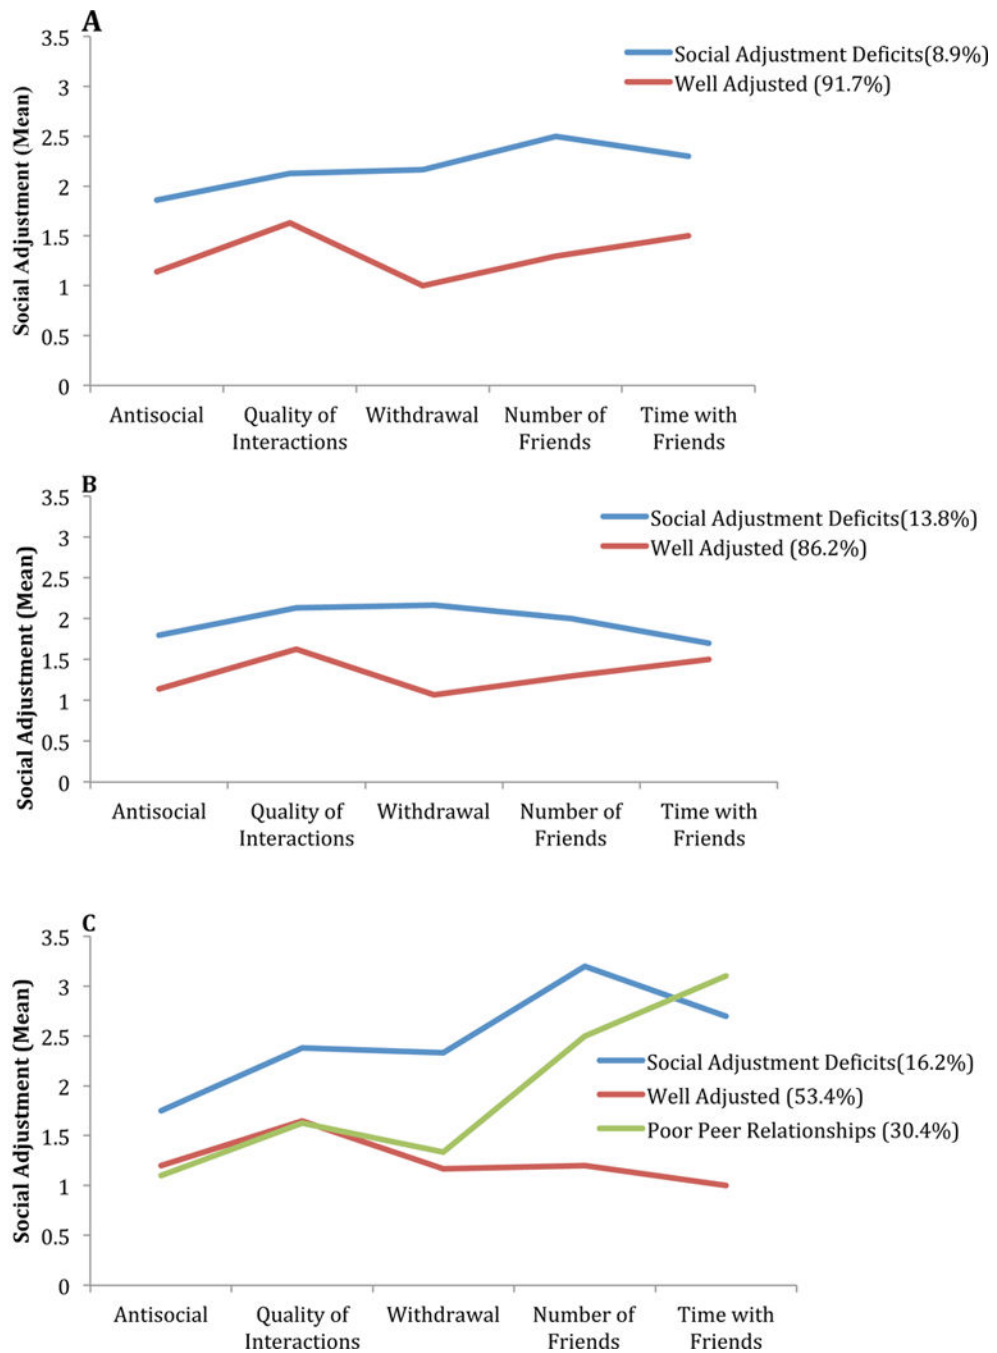 A
Social Adjustment (Mean)
3.5
3
2.5
2
1.5
1
0.5
0
Social Adjustment Deficits(8.9%)
Well Adjusted (91.7%)
Antisocial
Quality of
Interactions
Withdrawal
Number of
Friends
Time with
Friends
B
Social Adjustment (Mean)
3.5
3
2.5
2
1.5
1
0.5
0
Social Adjustment Deficits(13.8%)
Well Adjusted (86.2%)
Antisocial
Quality of
Interactions
Withdrawal
Number of
Friends
Time with
Friends
C
Social Adjustment (Mean)
3.5
3
2.5
2
1.5
1
0.5
0
Social Adjustment Deficits(16.2%)
Well Adjusted (53.4%)
Poor Peer Relationships (30.4%)
Antisocial
Quality of
Interactions
Withdrawal
Number of
Friends
Time with
Friends